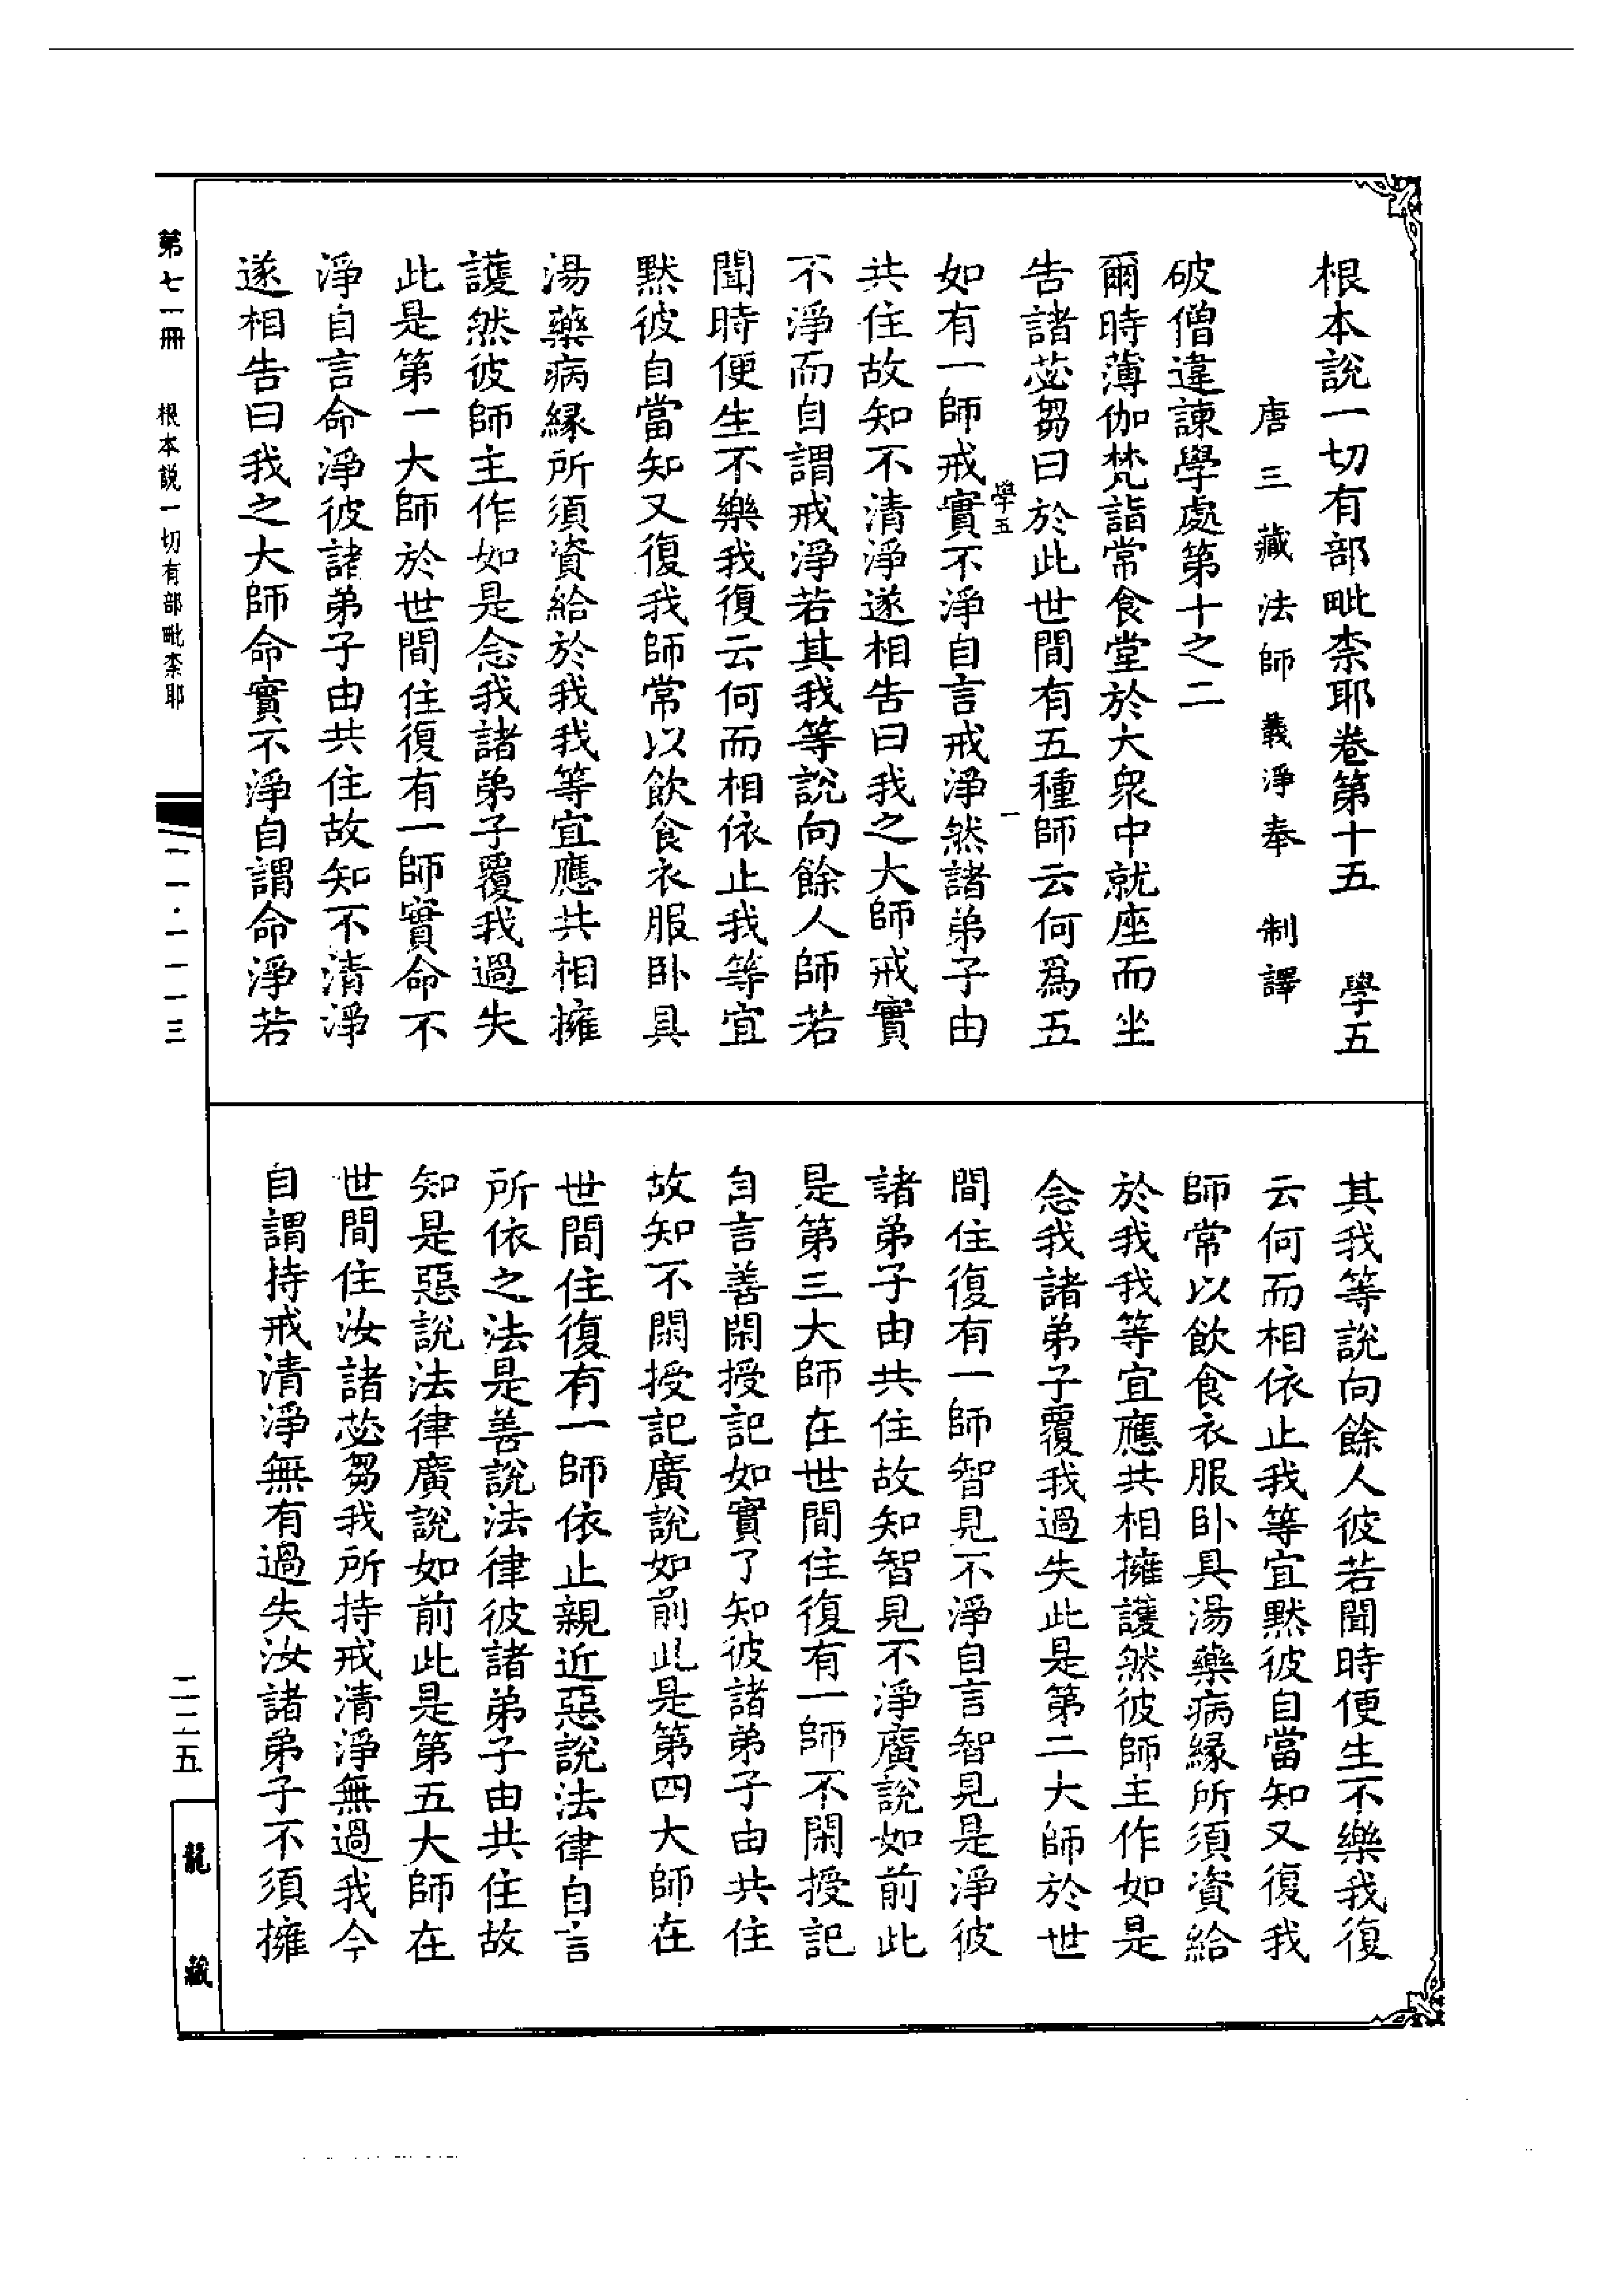 根本說一切有部毗柰耶卷第十五 學五
唐三藏法師義淨奉 制譯
破僧違諫學處第十之二
爾時薄伽梵詣常食堂於大衆中就座而坐
告諸苾芻曰於此世間有五種師云何爲五
學五 一
如有一師戒實不淨自言戒淨然諸弟子由
共住故知不清淨遂相告曰我之大師戒實
不淨而自謂戒淨若其我等說向餘人師若
聞時便生不樂我復云何而相依止我等宜
默彼自當知又復我師常以飲食衣服卧具
湯藥病緣所須資給於我我等宜應共相擁
護然彼師主作如是念我諸弟子覆我過失
此是第一大師於世間住復有一師實命不
淨自言命淨彼諸弟子由共住故知不清淨
遂相告曰我之大師命實不淨自謂命淨若
其我等說向餘人彼若聞時便生不樂我復
云何而相依止我等宜默彼自當知又復我
師常以飲食衣服卧具湯藥病緣所須資給
於我我等宜應共相擁護然彼師主作如是
念我諸弟子覆我過失此是第二大師於世
間住復有一師智見不淨自言智見是淨彼
諸弟子由共住故知智見不淨廣說如前此
是第三大師在世間住復有一師不閑授記
自言善閑授記如實了知彼諸弟子由共住
故知不閑授記廣說如前此是第四大師在
世間住復有一師依止親近惡說法律自言
所依之法是善說法律彼諸弟子由共住故
知是惡說法律廣說如前此是第五大師在
世間住汝諸苾芻我所持戒清淨無過我今
自謂持戒清淨無有過失汝諸弟子不須擁
第七一冊 根本說一切有部毗柰耶
一一·一一一三
二二五
龍藏